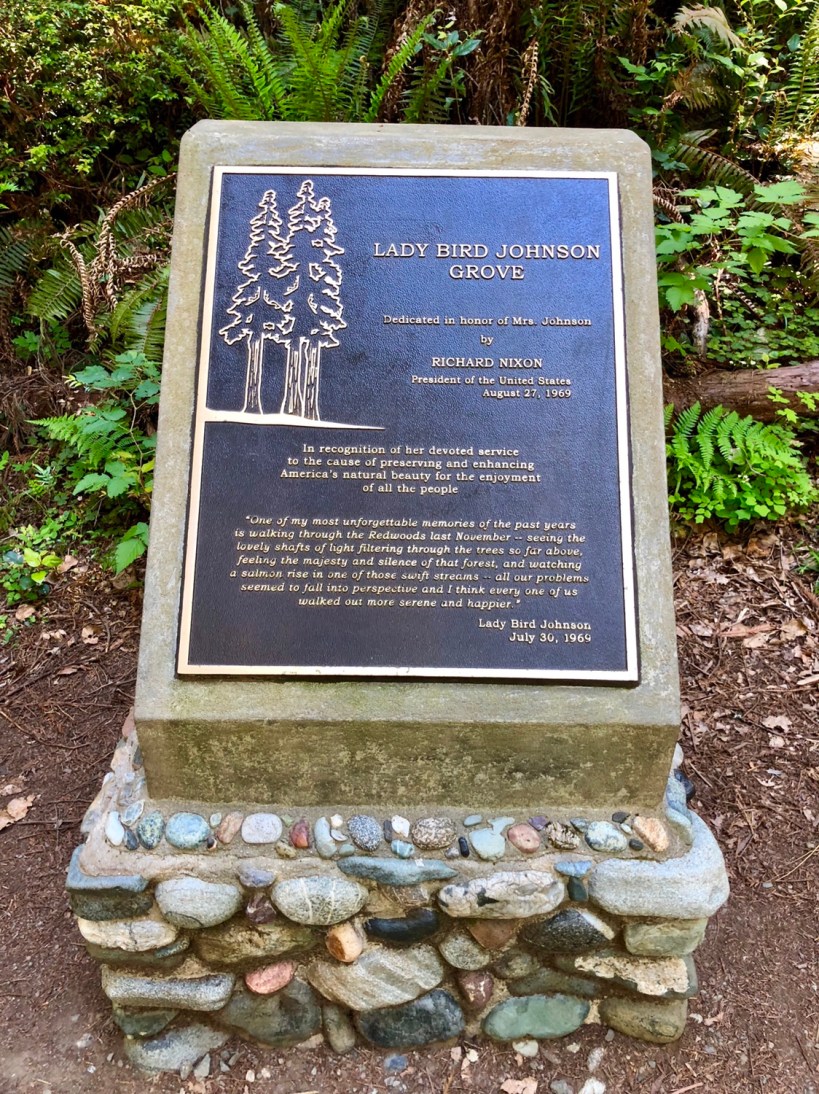 LADY BIRD JOHNSON
GROVE
Dedicated in honor of Mrs. Johnson
by
RICHARD NIXON
President of the United States
August 27, 1969
In recognition of her devoted service
to the cause of preserving and enhancing
America's natural beauty for the enjoyment
of all the people
"One of my most unforgettable memories of the past years
is walking through the Redwoods last November -- seeing the
lovely shafts of light filtering through the trees so far above,
feeling the majesty and silence of that forest, and watching
a salmon rise in one of those swift streams -- all our problems
seemed to fall into perspective and I think every one of us
walked out more serene and happier."
Lady Bird Johnson
July 30, 1969